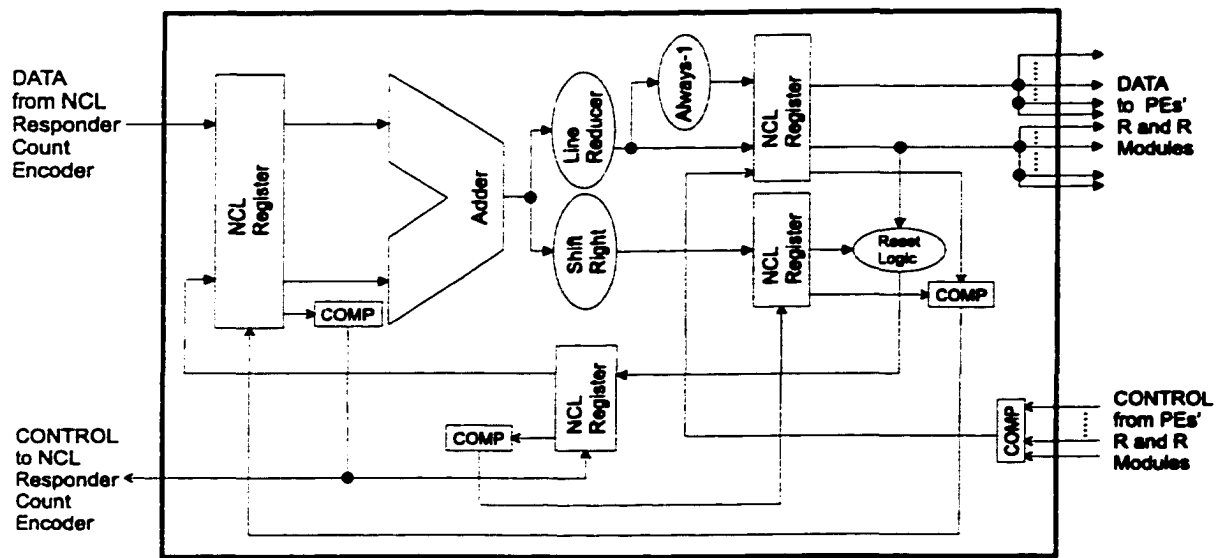 DATA
from NCL
Responder
Count
Encoder
NCL
Register
COMP
Adder
Line
Reducer
Shift
Right
Always-1
NCL
Register
NCL
Register
Reset
Logic
COMP
DATA
to PEs'
R and R
Modules
NCL
Register
COMP
COMP
CONTROL
from PEs'
R and R
Modules
CONTROL
to NCL
Responder
Count
Encoder